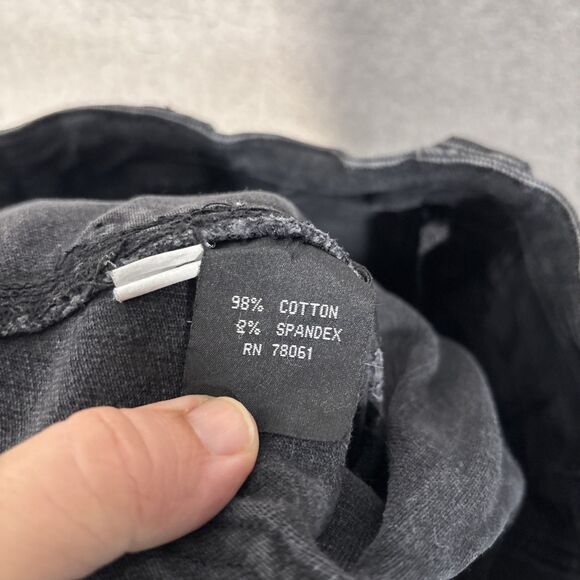 98% COTTON
2% SPANDEX
RN 78061